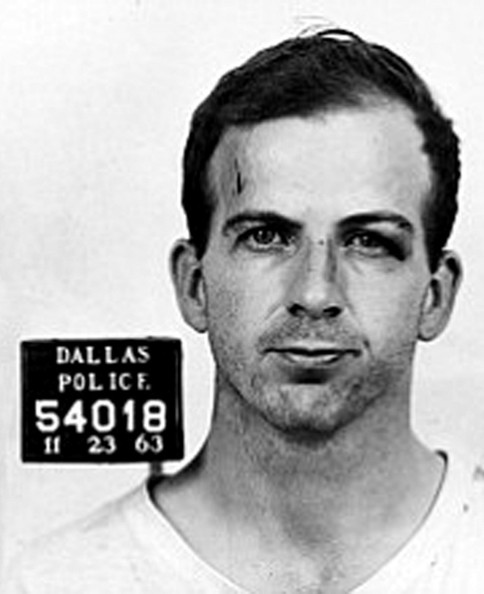 DALLAS
POLICE
54018
11 23 63